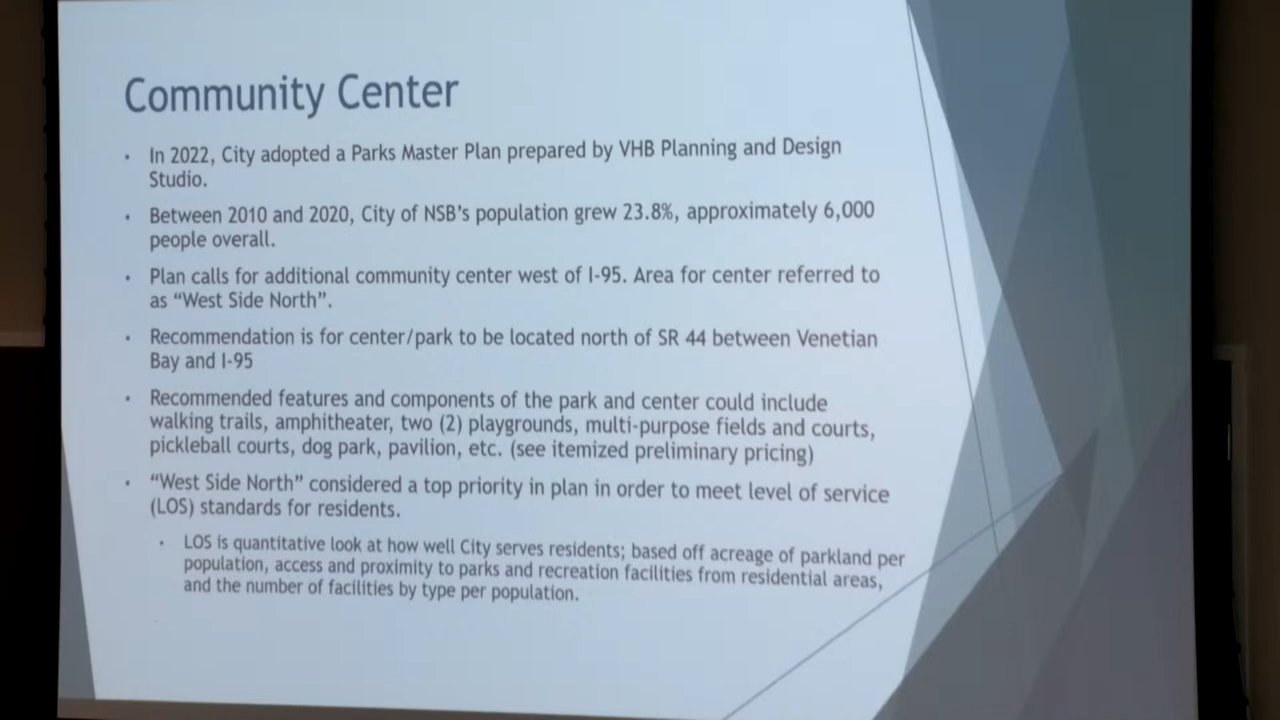 Community Center
• In 2022, City adopted a Parks Master Plan prepared by VHB Planning and Design
Studio.
• Between 2010 and 2020, City of NSB's population grew 23.8%, approximately 6,000
people overall.
• Plan calls for additional community center west of I-95. Area for center referred to
as "West Side North".
• Recommendation is for center/park to be located north of SR 44 between Venetian
Bay and I-95
• Recommended features and components of the park and center could include
walking trails, amphitheater, two (2) playgrounds, multi-purpose fields and courts,
pickleball courts, dog park, pavilion, etc. (see itemized preliminary pricing)
• "West Side North" considered a top priority in plan in order to meet level of service
(LOS) standards for residents.
• LOS is quantitative look at how well City serves residents; based off acreage of parkland per
population, access and proximity to parks and recreation facilities from residential areas,
and the number of facilities by type per population.